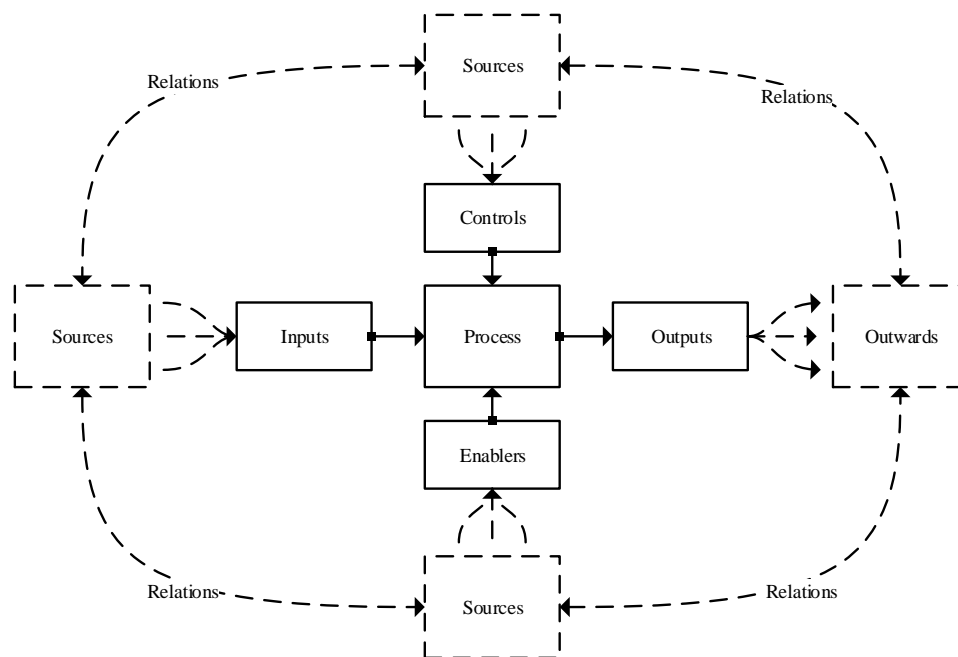 Sources
Relations
Relations
Controls
Sources
Inputs
Process
Outputs
Outwards
Enablers
Relations
Relations
Sources